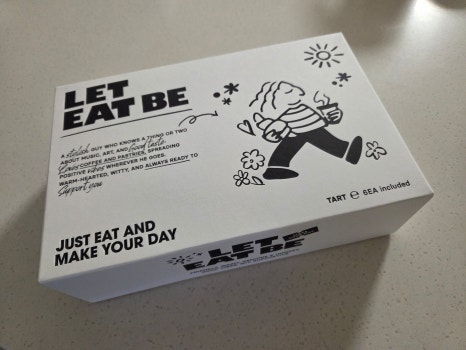 LET
EAT BE
A stylish GUY WHO KNOWS A THING OR TWO
ABOUT MUSIC, ART, AND food taste
loves COFFEE AND PASTRIES, SPREADING
POSITIVE vibes WHEREVER HE GOES.
WARM-HEARTED, WITTY, AND ALWAYS READY TO
support you
TART ℮ 6EA included
JUST EAT AND
MAKE YOUR DAY
LET
EAT BE